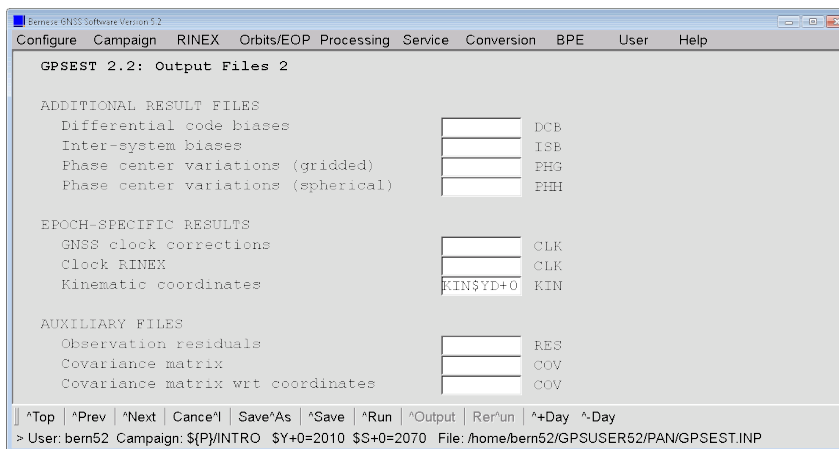 Bernese GNSS Software Version 5.2
Configure Campaign RINEX Orbits/EOP Processing Service Conversion BPE User Help
GPSEST 2.2: Output Files 2
ADDITIONAL RESULT FILES
Differential code biases DCB
Inter-system biases ISB
Phase center variations (gridded) PHG
Phase center variations (spherical) PHH
EPOCH-SPECIFIC RESULTS
GNSS clock corrections CLK
Clock RINEX CLK
Kinematic coordinates KIN$YD+0 KIN
AUXILIARY FILES
Observation residuals RES
Covariance matrix COV
Covariance matrix wrt coordinates COV
^Top | ^Prev | ^Next | Cance^l | Save^As | ^Save | ^Run | ^Output | Rer^un | ^+Day ^-Day
> User: bern52 Campaign: ${P}/INTRO $Y+0=2010 $S+0=2070 File: /home/bern52/GPSUSER52/PAN/GPSEST.INP